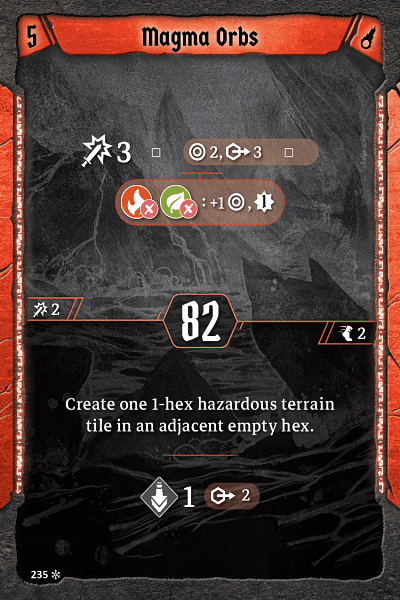 5 Magma Orbs
3 2, 3
: +1 , 1
2
82
2
Create one 1-hex hazardous terrain
tile in an adjacent empty hex.
1 2
235